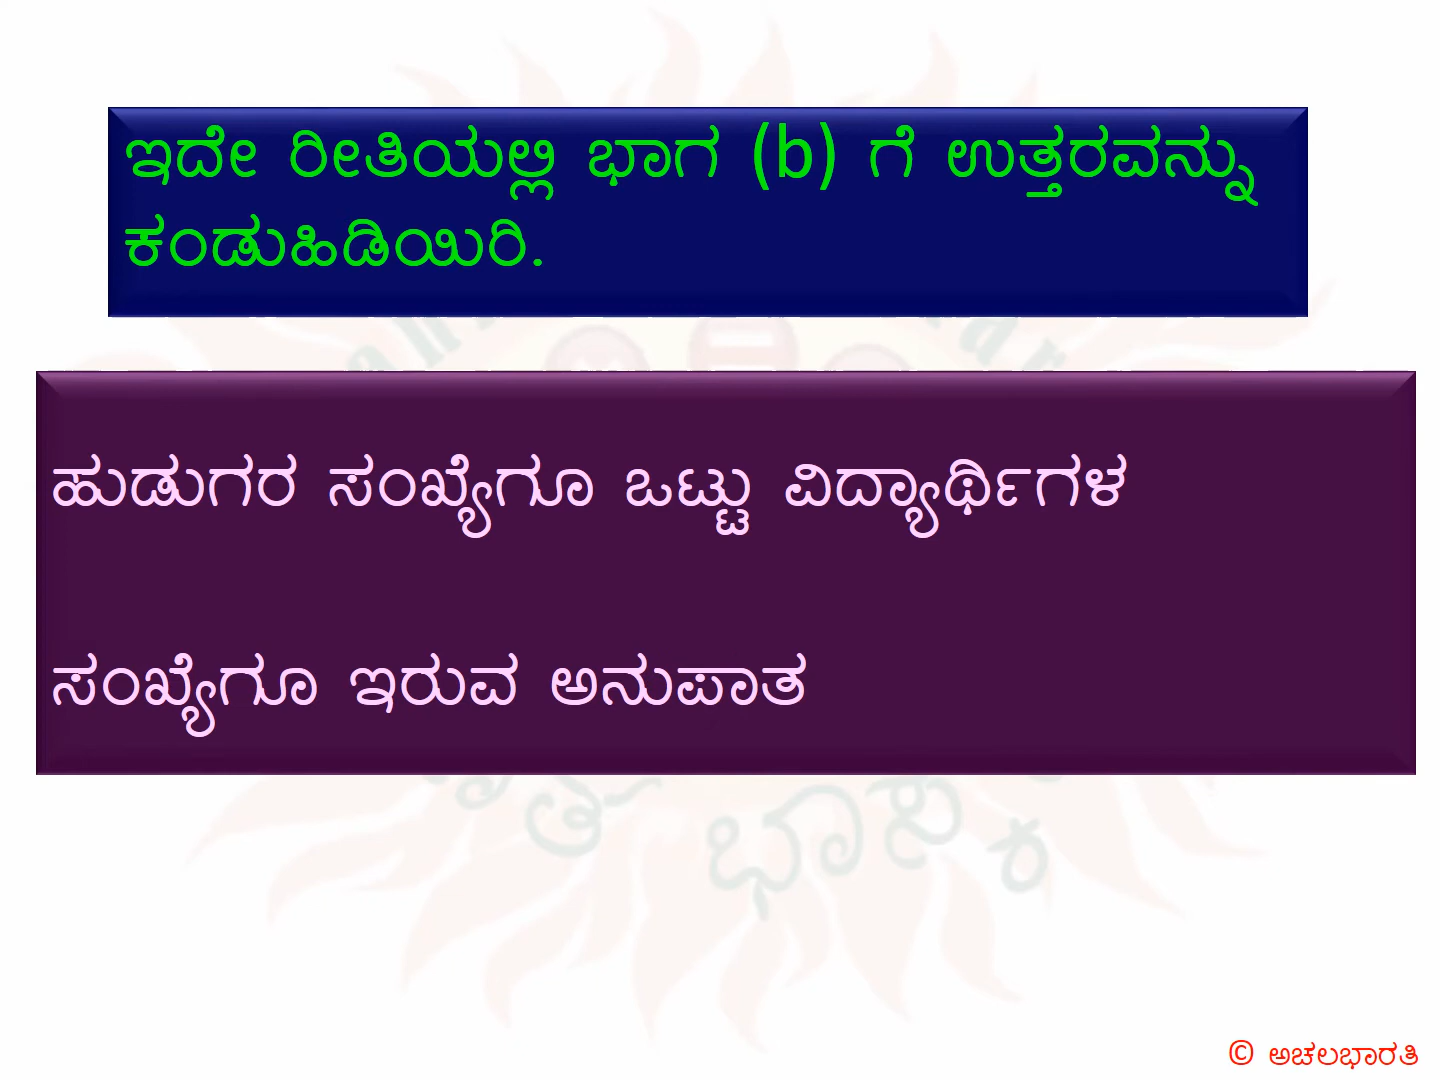 ಇದೇ ರೀತಿಯಲ್ಲಿ ಭಾಗ (b) ಗೆ ಉತ್ತರವನ್ನು
ಕಂಡುಹಿಡಿಯಿರಿ.
ಹುಡುಗರ ಸಂಖ್ಯೆಗೂ ಒಟ್ಟು ವಿದ್ಯಾರ್ಥಿಗಳ
ಸಂಖ್ಯೆಗೂ ಇರುವ ಅನುಪಾತ
© ಅಚಲಭಾರತಿ